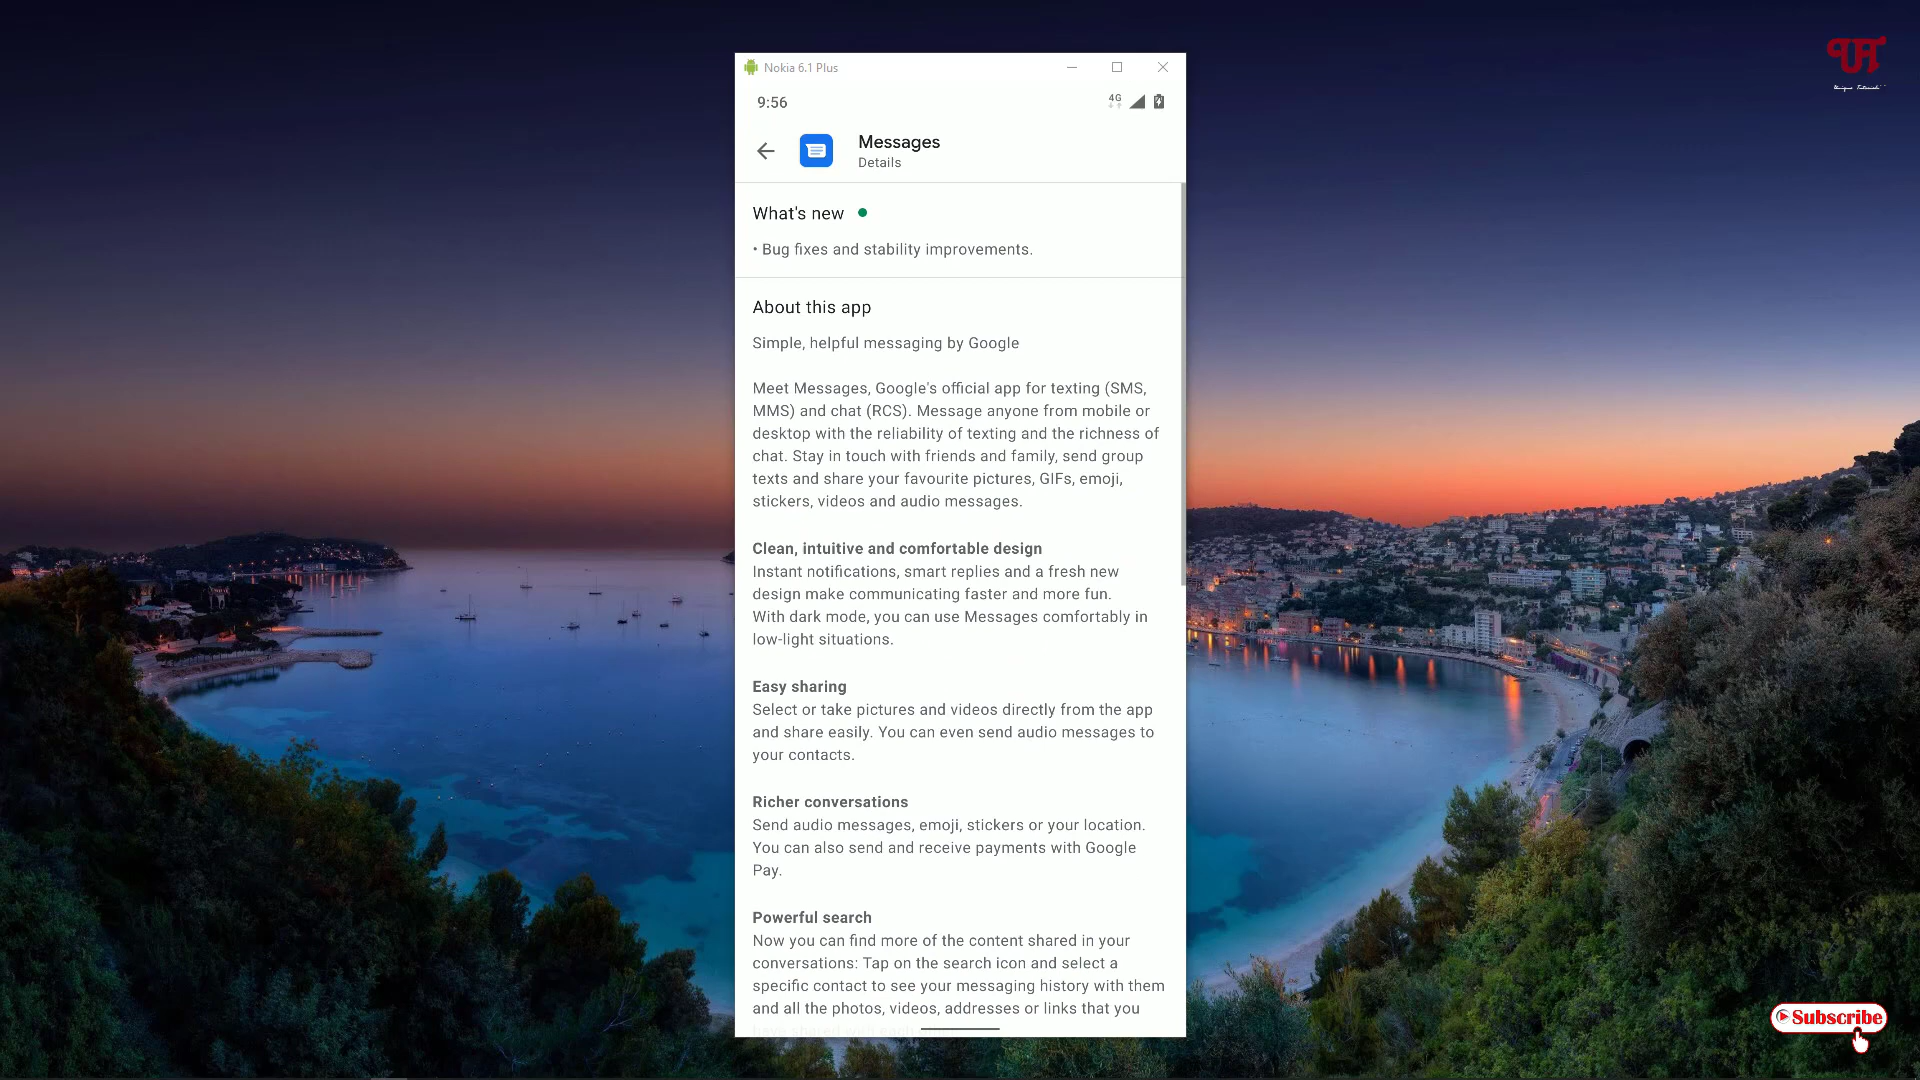 Nokia 6.1 Plus
9:56
4G
Messages
Details
What's new
• Bug fixes and stability improvements.
About this app
Simple, helpful messaging by Google
Meet Messages, Google's official app for texting (SMS,
MMS) and chat (RCS). Message anyone from mobile or
desktop with the reliability of texting and the richness of
chat. Stay in touch with friends and family, send group
texts and share your favourite pictures, GIFs, emoji,
stickers, videos and audio messages.
Clean, intuitive and comfortable design
Instant notifications, smart replies and a fresh new
design make communicating faster and more fun.
With dark mode, you can use Messages comfortably in
low-light situations.
Easy sharing
Select or take pictures and videos directly from the app
and share easily. You can even send audio messages to
your contacts.
Richer conversations
Send audio messages, emoji, stickers or your location.
You can also send and receive payments with Google
Pay.
Powerful search
Now you can find more of the content shared in your
conversations: Tap on the search icon and select a
specific contact to see your messaging history with them
and all the photos, videos, addresses or links that you
UT
Unique Tutorials
Subscribe